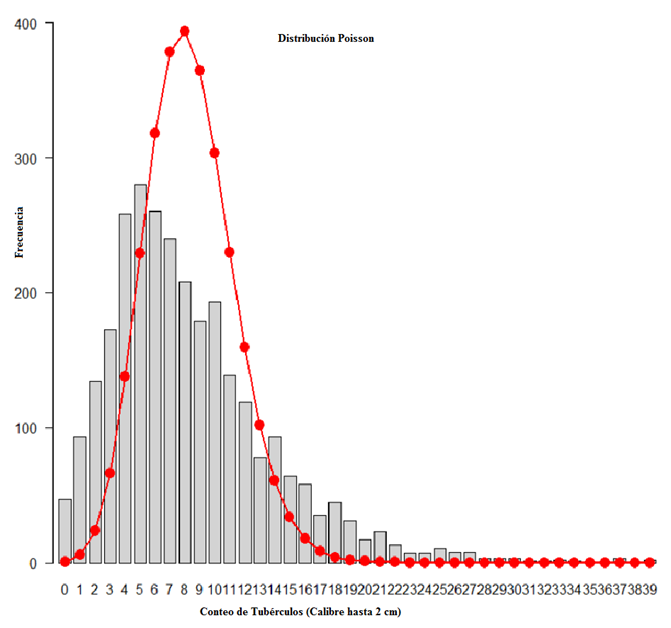 Distribución Poisson
Frecuencia
400
300
200
100
0
0 1 2 3 4 5 6 7 8 9 10 11 12 13 14 15 16 17 18 19 20 21 22 23 24 25 26 27 28 29 30 31 32 33 34 35 36 37 38 39
Conteo de Tubérculos (Calibre hasta 2 cm)